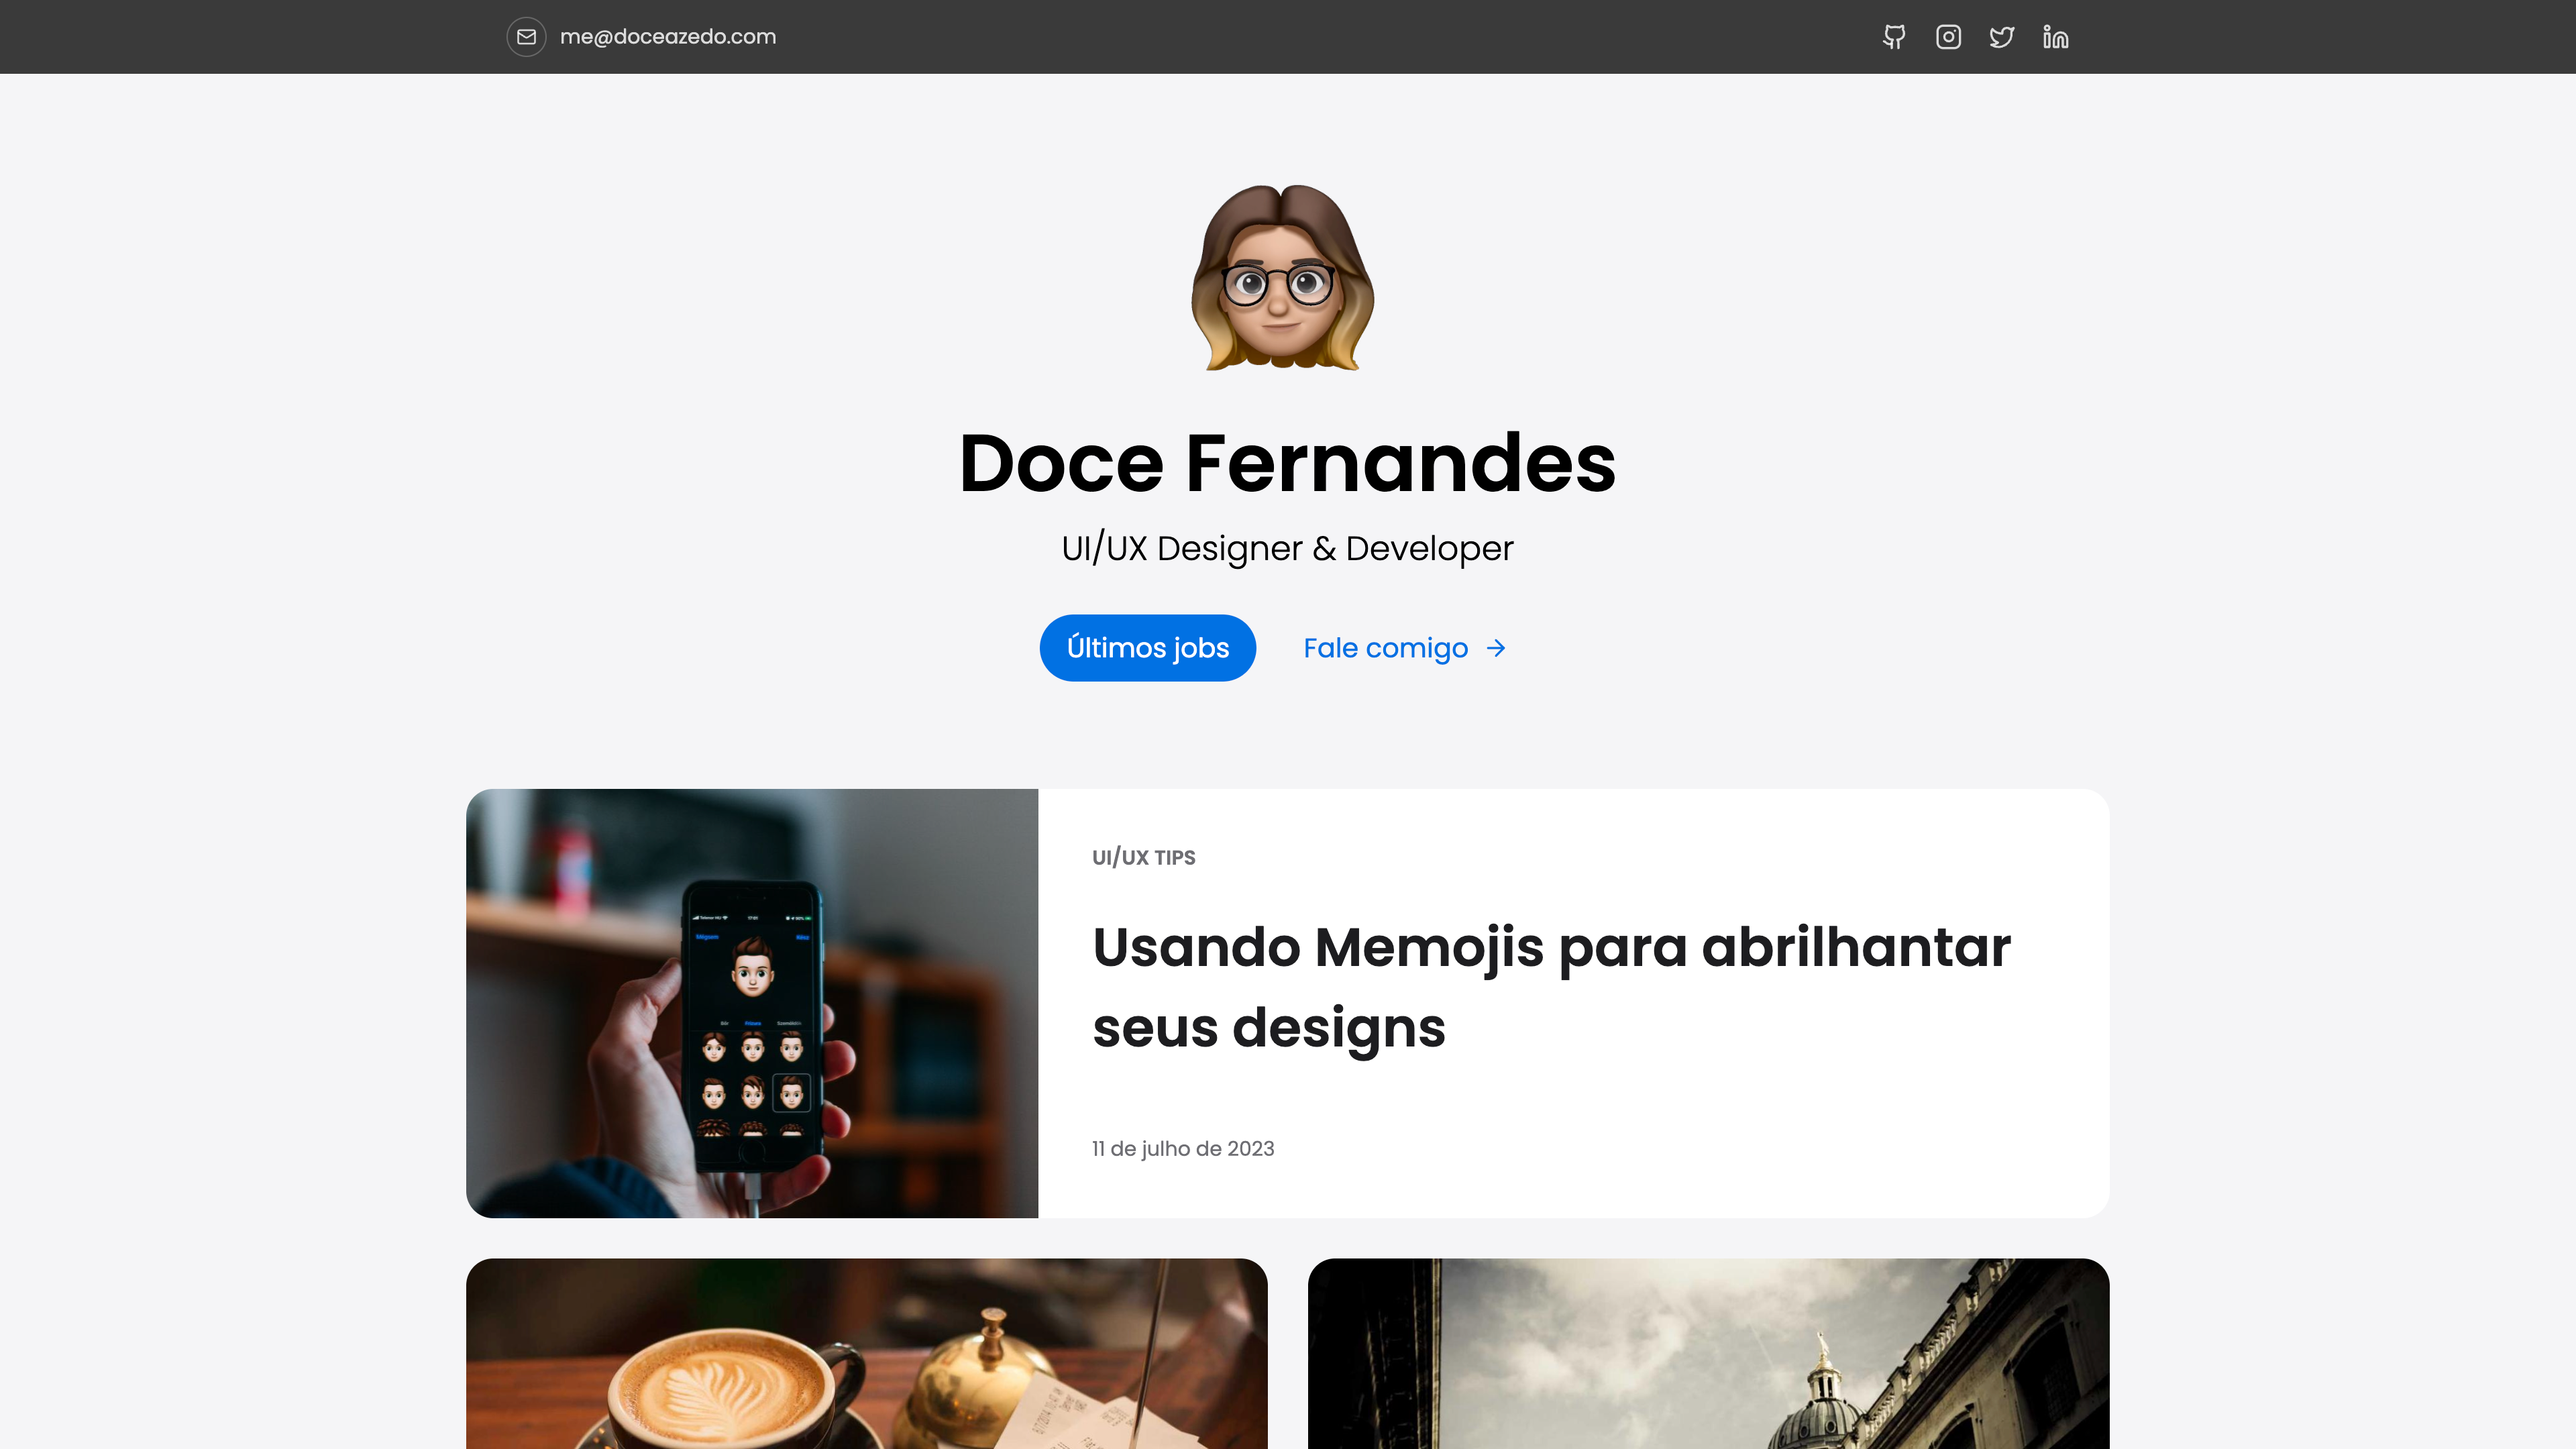 me@doceazedo.com
Doce Fernandes
UI/UX Designer & Developer
Últimos jobs
Fale comigo
UI/UX TIPS
Usando Memojis para abrilhantar
seus designs
11 de julho de 2023